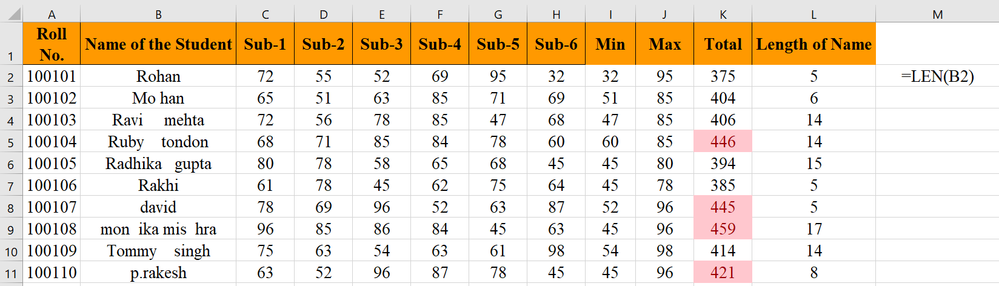 A B C D E F G H I J K L M
1 Roll No. Name of the Student Sub-1 Sub-2 Sub-3 Sub-4 Sub-5 Sub-6 Min Max Total Length of Name
2 100101 Rohan 72 55 52 69 95 32 32 95 375 5 =LEN(B2)
3 100102 Mo han 65 51 63 85 71 69 51 85 404 6
4 100103 Ravi     mehta 72 56 78 85 47 68 47 85 406 14
5 100104 Ruby    tondon 68 71 85 84 78 60 60 85 446 14
6 100105 Radhika   gupta 80 78 58 65 68 45 45 80 394 15
7 100106 Rakhi 61 78 45 62 75 64 45 78 385 5
8 100107 david 78 69 96 52 63 87 52 96 445 5
9 100108 mon  ika mis  hra 96 85 86 84 45 63 45 96 459 17
10 100109 Tommy    singh 75 63 54 63 61 98 54 98 414 14
11 100110 p.rakesh 63 52 96 87 78 45 45 96 421 8